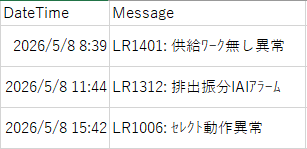 DateTime Message
2026/5/8 8:39 LR1401: 供給ﾜｰｸ無し異常
2026/5/8 11:44 LR1312: 排出振分IAIｱﾗｰﾑ
2026/5/8 15:42 LR1006: ｾﾚｸﾄ動作異常